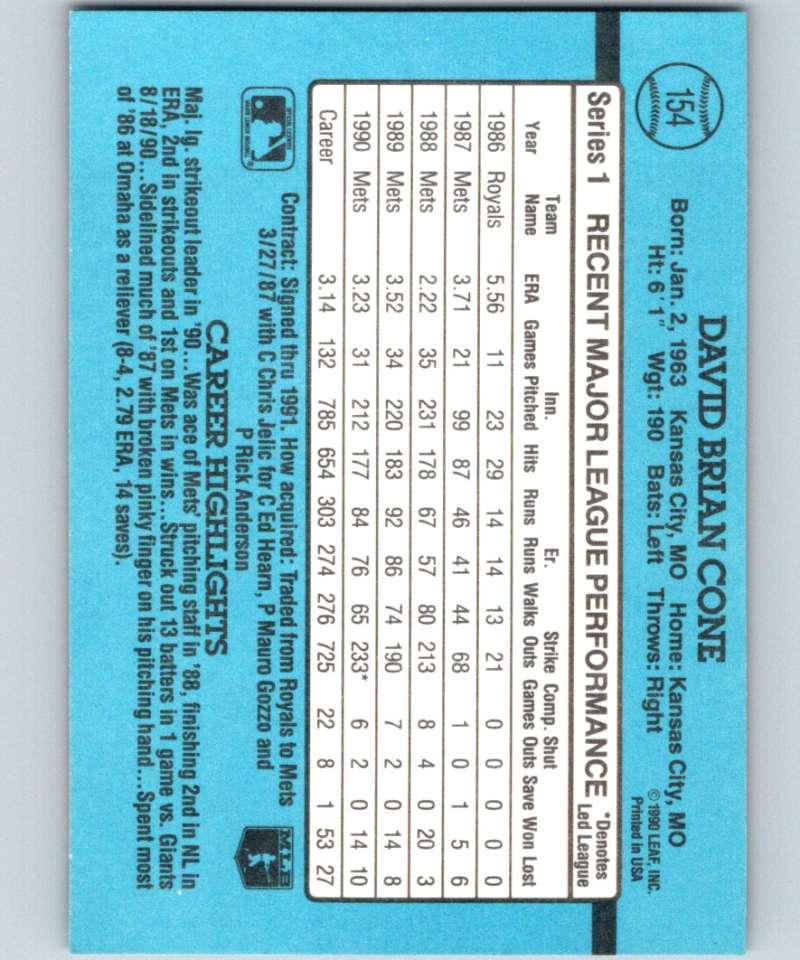 154
DAVID BRIAN CONE
Born: Jan. 2, 1963 Kansas City, MO Home: Kansas City, MO
Ht: 6'1" Wgt: 190 Bats: Left Throws: Right
© 1990 LEAF, INC.
Printed in USA
Series 1 RECENT MAJOR LEAGUE PERFORMANCE *Denotes Led League
Year Team Name ERA Games Inn. Pitched Hits Runs Er. Runs Walks Strike Outs Comp. Games Shut Outs Save Won Lost
1986 Royals 5.56 11 23 29 14 14 13 21 0 0 0 0 0
1987 Mets 3.71 21 99 87 46 41 44 68 1 0 1 5 6
1988 Mets 2.22 35 231 178 67 57 80 213 8 4 0 20 3
1989 Mets 3.52 34 220 183 92 86 74 190 7 2 0 14 8
1990 Mets 3.23 31 212 177 84 76 65 233* 6 2 0 14 10
Career 3.14 132 785 654 303 274 276 725 22 8 1 53 27
Contract: Signed thru 1991. How acquired: Traded from Royals to Mets
3/27/87 with C Chris Jelic for C Ed Hearn, P Mauro Gozzo and
P Rick Anderson
MLB
CAREER HIGHLIGHTS
Maj. lg. strikeout leader in '90...Was ace of Mets' pitching staff in '88, finishing 2nd in NL in
ERA, 2nd in strikeouts and 1st on Mets in wins...Struck out 13 batters in 1 game vs. Giants
8/18/90...Sidelined much of '87 with broken pinky finger on his pitching hand...Spent most
of '86 at Omaha as a reliever (8-4, 2.79 ERA, 14 saves).